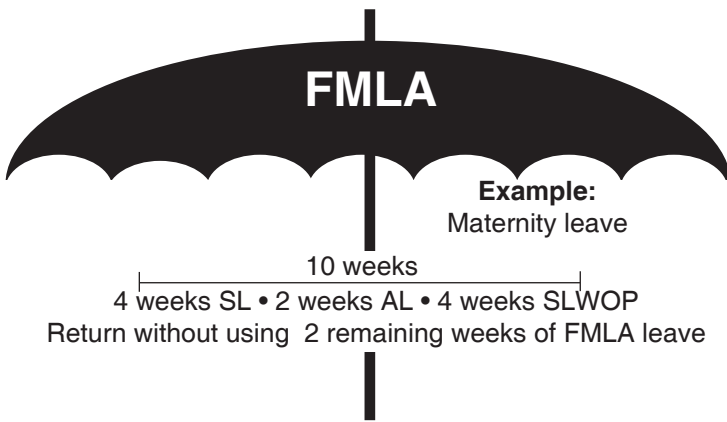 FMLA
Example:
Maternity leave
10 weeks
4 weeks SL • 2 weeks AL • 4 weeks SLWOP
Return without using  2 remaining weeks of FMLA leave